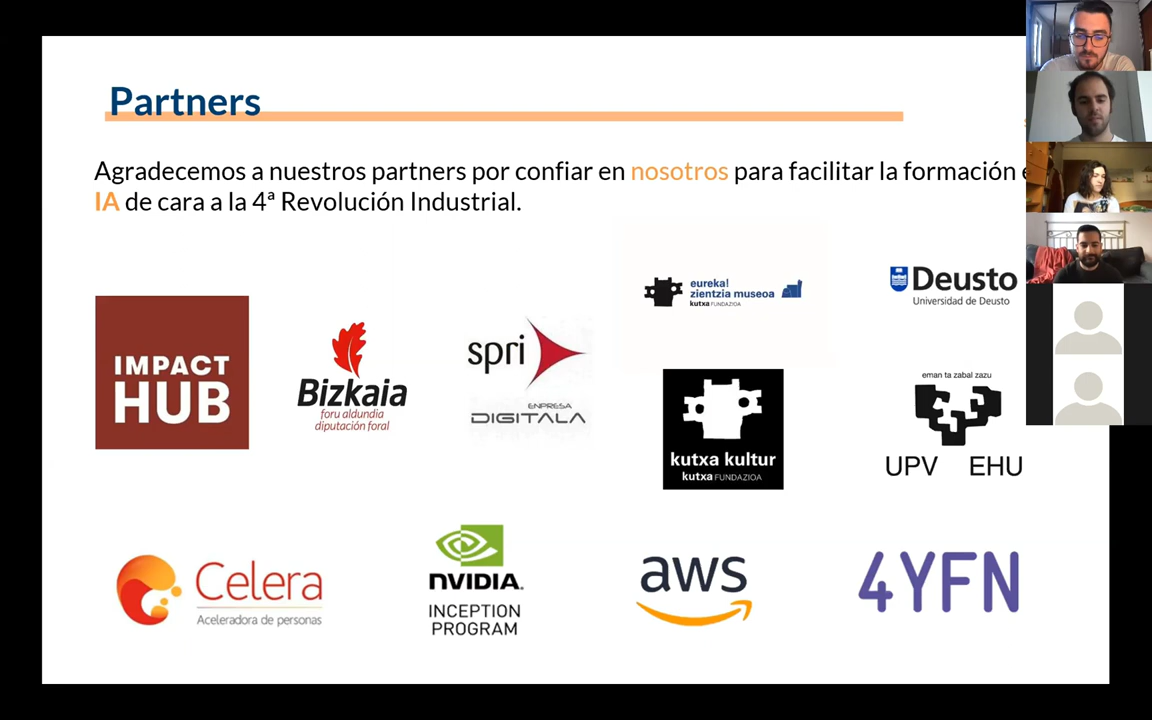 Partners
Agradecemos a nuestros partners por confiar en nosotros para facilitar la formación
IA de cara a la 4ª Revolución Industrial.
IMPACT
HUB
Bizkaia
foru aldundia
diputación foral
spri
ENPRESA
DIGITALA
eureka!
zientzia museoa
kutxa FUNDAZIOA
kutxa kultur
kutxa FUNDAZIOA
Deusto
Universidad de Deusto
eman ta zabal zazu
UPV EHU
Celera
Aceleradora de personas
NVIDIA.
INCEPTION
PROGRAM
aws
4YFN